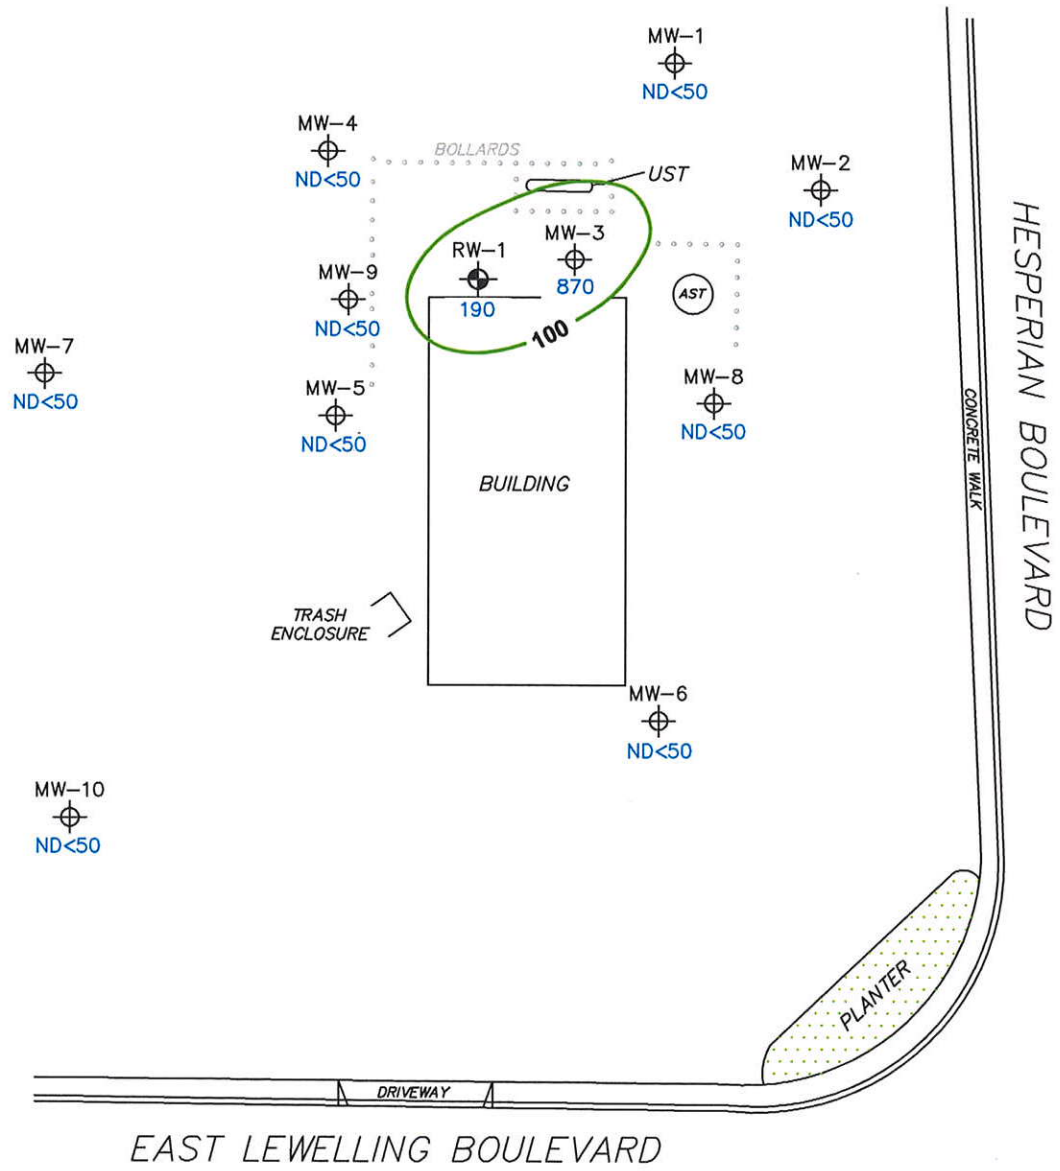 MW-1
ND<50
MW-4
ND<50
BOLLARDS
UST
MW-2
ND<50
MW-3
870
RW-1
190
MW-9
ND<50
AST
100
MW-7
ND<50
MW-5
ND<50
MW-8
ND<50
BUILDING
HESPERIAN BOULEVARD
CONCRETE WALK
TRASH
ENCLOSURE
MW-6
ND<50
MW-10
ND<50
PLANTER
DRIVEWAY
EAST LEWELLING BOULEVARD